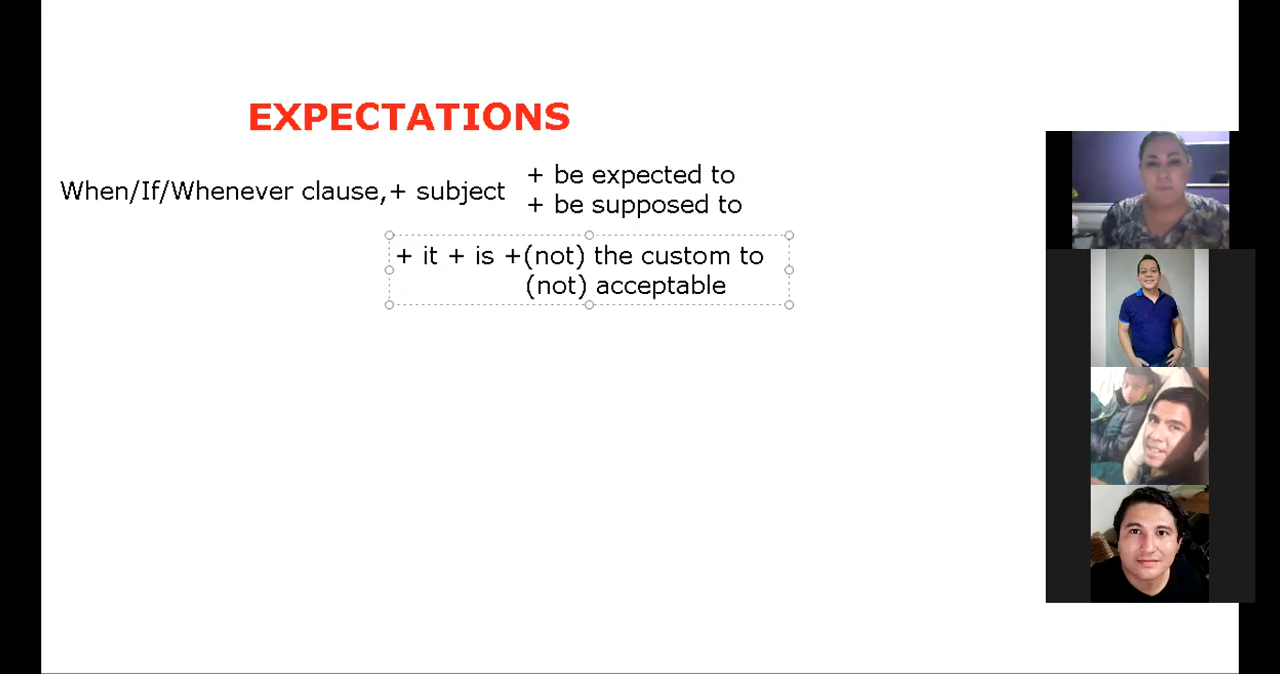 EXPECTATIONS
When/If/Whenever clause,+ subject
+ be expected to
+ be supposed to
+ it + is +(not) the custom to
(not) acceptable